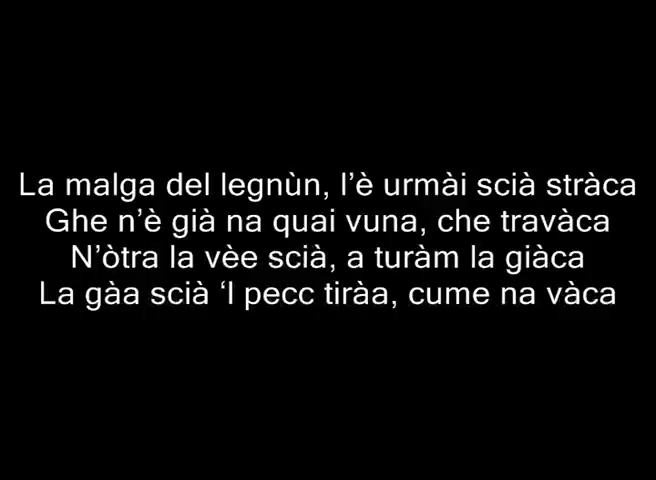 La malga del legnùn, l’è urmài scià stràca
Ghe n’è già na quai vuna, che travàca
N’òtra la vèe scià, a turàm la giàca
La gàa scià ‘l pecc tiràa, cume na vàca